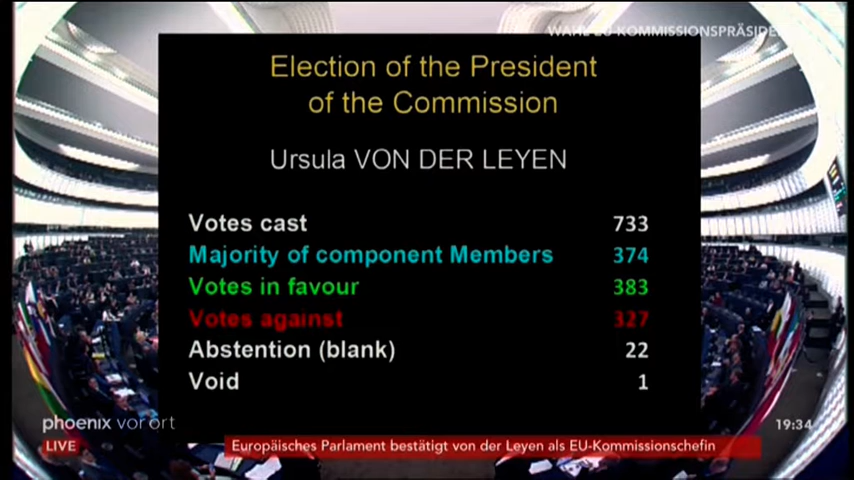 WAHL EU-KOMMISSIONSPRÄSIDE
Election of the President
of the Commission
Ursula VON DER LEYEN
Votes cast 733
Majority of component Members 374
Votes in favour 383
Votes against 327
Abstention (blank) 22
Void 1
phoenix vor ort
19:34
LIVE
Europäisches Parlament bestätigt von der Leyen als EU-Kommissionschefin